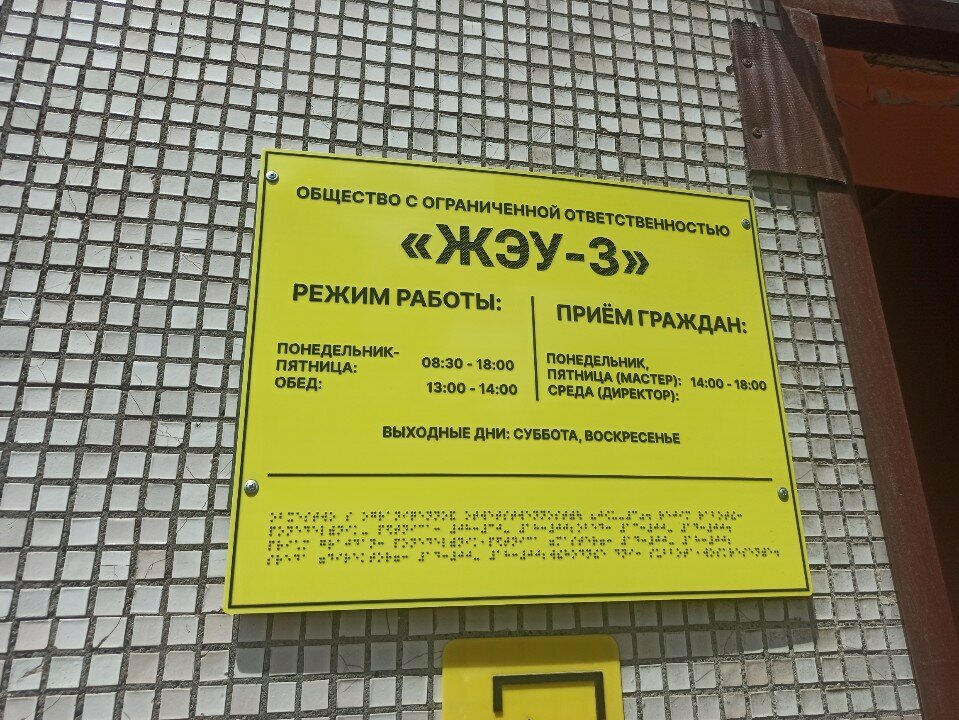 ОБЩЕСТВО С ОГРАНИЧЕННОЙ ОТВЕТСТВЕННОСТЬЮ
«ЖЭУ-3»
РЕЖИМ РАБОТЫ:
ПОНЕДЕЛЬНИК-
ПЯТНИЦА: 08:30 - 18:00
ОБЕД: 13:00 - 14:00
ПРИЁМ ГРАЖДАН:
ПОНЕДЕЛЬНИК,
ПЯТНИЦА (МАСТЕР): 14:00 - 18:00
СРЕДА (ДИРЕКТОР):
ВЫХОДНЫЕ ДНИ: СУББОТА, ВОСКРЕСЕНЬЕ